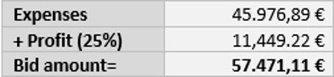 Expenses 45.976,89 €
+ Profit (25%) 11,449.22 €
Bid amount= 57.471,11 €